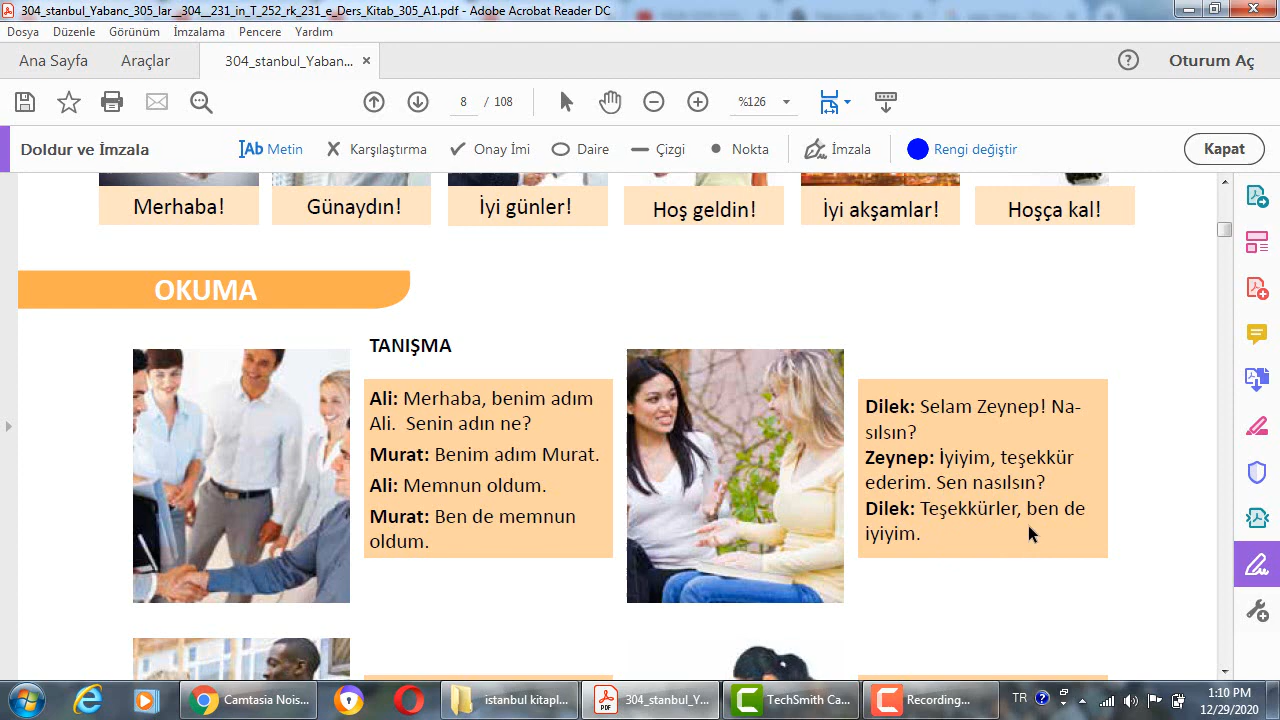 304_stanbul_Yabanc_305_lar__304__231_in_T_252_rk_231_e_Ders_Kitab_305_A1.pdf - Adobe Acrobat Reader DC
Dosya Düzenle Görünüm İmzalama Pencere Yardım
Ana Sayfa Araçlar 304_stanbul_Yaban... × Oturum Aç
8 / 108 %126
Doldur ve İmzala Ab Metin Karşılaştırma Onay İmi Daire Çizgi Nokta İmzala Rengi değiştir Kapat
Merhaba! Günaydın! İyi günler! Hoş geldin! İyi akşamlar! Hoşça kal!
OKUMA
TANIŞMA
Ali: Merhaba, benim adım
Ali. Senin adın ne?
Murat: Benim adım Murat.
Ali: Memnun oldum.
Murat: Ben de memnun
oldum.
Dilek: Selam Zeynep! Na-
sılsın?
Zeynep: İyiyim, teşekkür
ederim. Sen nasılsın?
Dilek: Teşekkürler, ben de
iyiyim.
Camtasia Nois... istanbul kitapl... 304_stanbul_Y... TechSmith Ca... Recording... TR 1:10 PM
12/29/2020